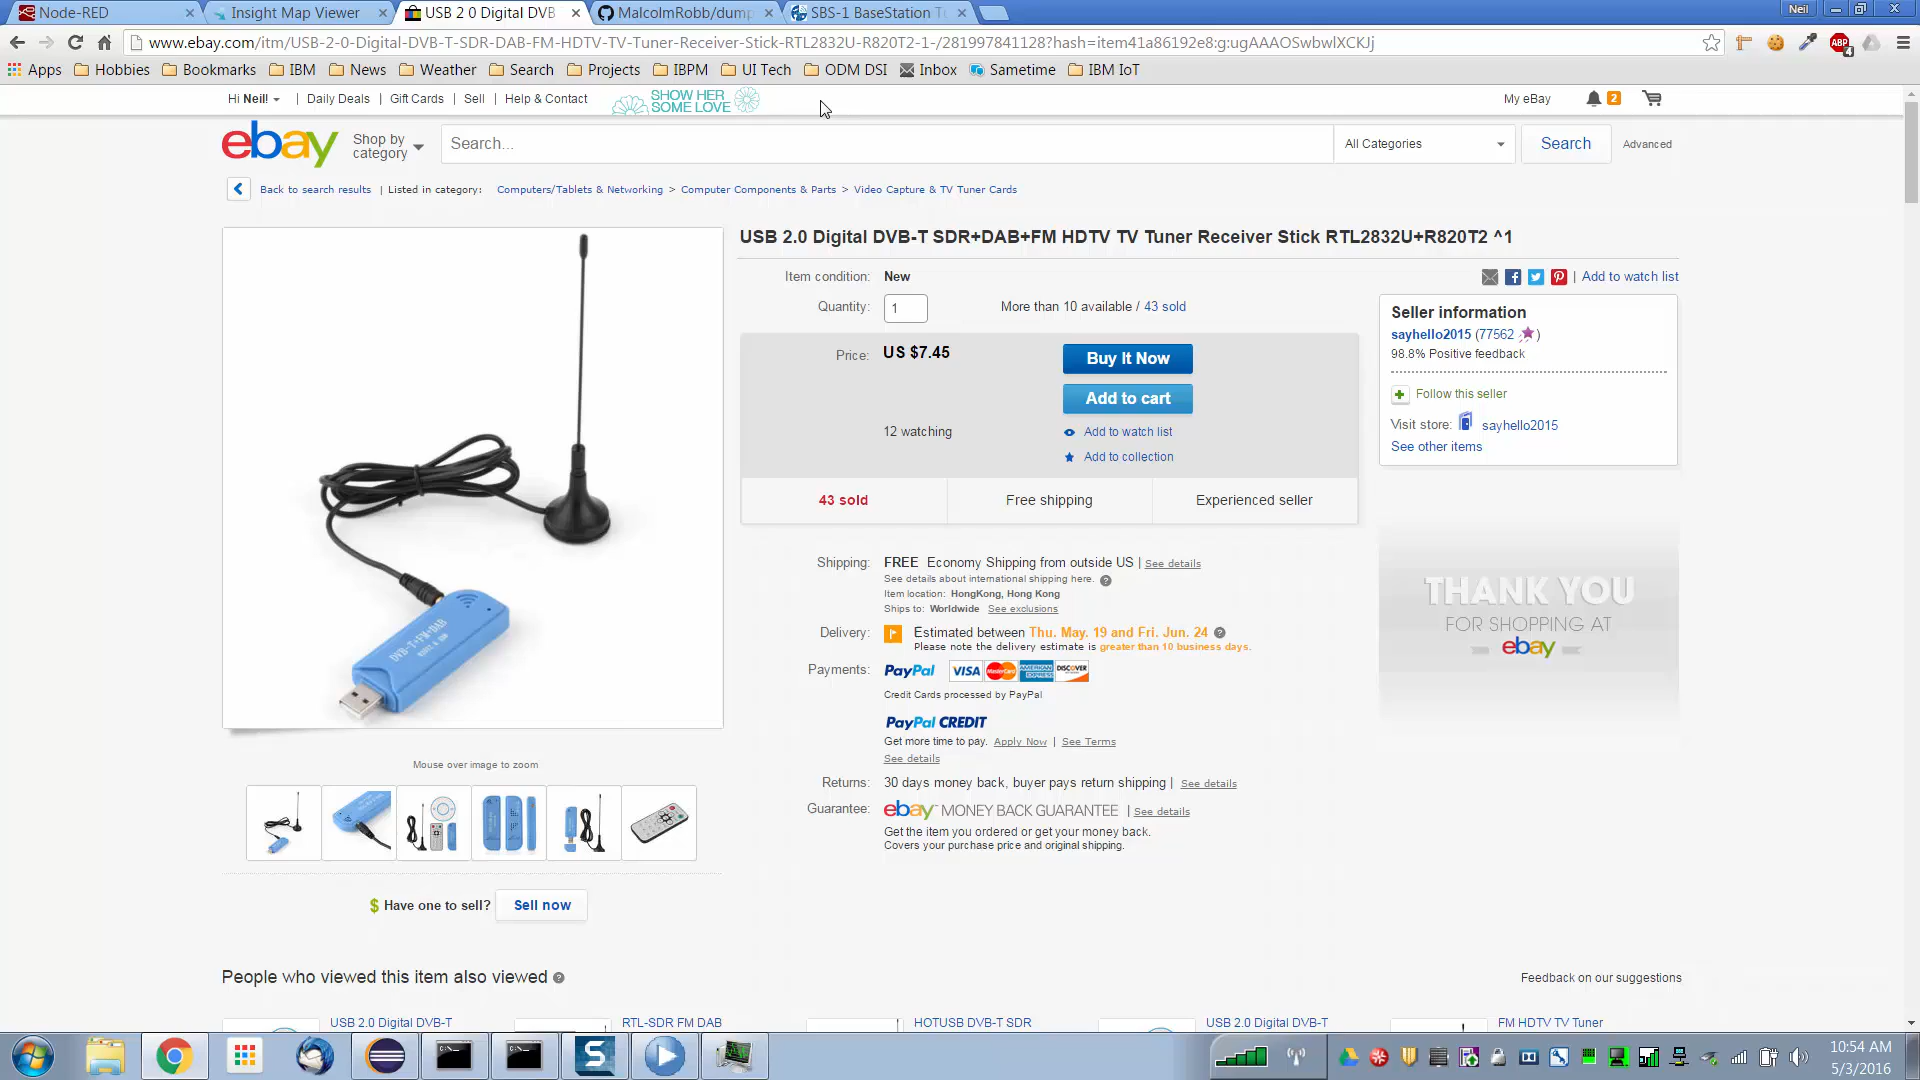 Node-RED
Insight Map Viewer
USB 2 0 Digital DVB
MalcolmRobb/dump
SBS-1 BaseStation T
Neil
www.ebay.com/itm/USB-2-0-Digital-DVB-T-SDR-DAB-FM-HDTV-TV-Tuner-Receiver-Stick-RTL2832U-R820T2-1-/281997841128?hash=item41a86192e8:g:ugAAAOSwbwlXCKJj
Apps
Hobbies
Bookmarks
IBM
News
Weather
Search
Projects
IBPM
UI Tech
ODM DSI
Inbox
Sametime
IBM IoT
Hi Neil!
Daily Deals
Gift Cards
Sell
Help & Contact
SHOW HER
SOME LOVE
My eBay
2
ebay
Shop by
category
Search...
All Categories
Search
Advanced
Back to search results | Listed in category:
Computers/Tablets & Networking > Computer Components & Parts > Video Capture & TV Tuner Cards
USB 2.0 Digital DVB-T SDR+DAB+FM HDTV TV Tuner Receiver Stick RTL2832U+R820T2 ^1
Item condition: New
| Add to watch list
Quantity: 1
More than 10 available / 43 sold
Price: US $7.45
Buy It Now
Add to cart
12 watching
Add to watch list
Add to collection
43 sold
Free shipping
Experienced seller
Seller information
sayhello2015 (77562 )
98.8% Positive feedback
Follow this seller
Visit store: sayhello2015
See other items
Shipping: FREE Economy Shipping from outside US | See details
See details about international shipping here.
Item location: HongKong, Hong Kong
Ships to: Worldwide See exclusions
Delivery: Estimated between Thu. May. 19 and Fri. Jun. 24
Please note the delivery estimate is greater than 10 business days.
Payments: PayPal VISA MasterCard AMERICAN EXPRESS DISCOVER
Credit Cards processed by PayPal
PayPal CREDIT
Get more time to pay. Apply Now | See Terms
See details
Returns: 30 days money back, buyer pays return shipping | See details
Guarantee: ebay MONEY BACK GUARANTEE | See details
Get the item you ordered or get your money back.
Covers your purchase price and original shipping.
THANK YOU
FOR SHOPPING AT
ebay
DVB-T+FM+DAB
Mouse over image to zoom
Have one to sell? Sell now
People who viewed this item also viewed
Feedback on our suggestions
USB 2.0 Digital DVB-T
RTL-SDR FM DAB
HOTUSB DVB-T SDR
USB 2.0 Digital DVB-T
FM HDTV TV Tuner
10:54 AM
5/3/2016